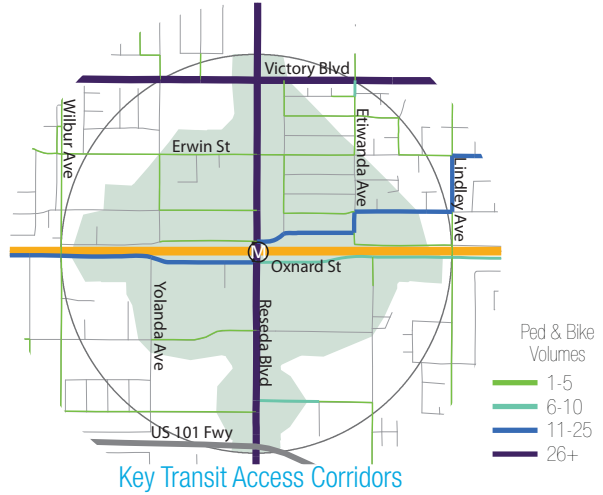 Victory Blvd
Wilbur Ave
Etiwanda Ave
Erwin St
Lindley Ave
M
Oxnard St
Yolanda Ave
Reseda Blvd
Ped & Bike
Volumes
1-5
6-10
11-25
26+
US 101 Fwy
Key Transit Access Corridors